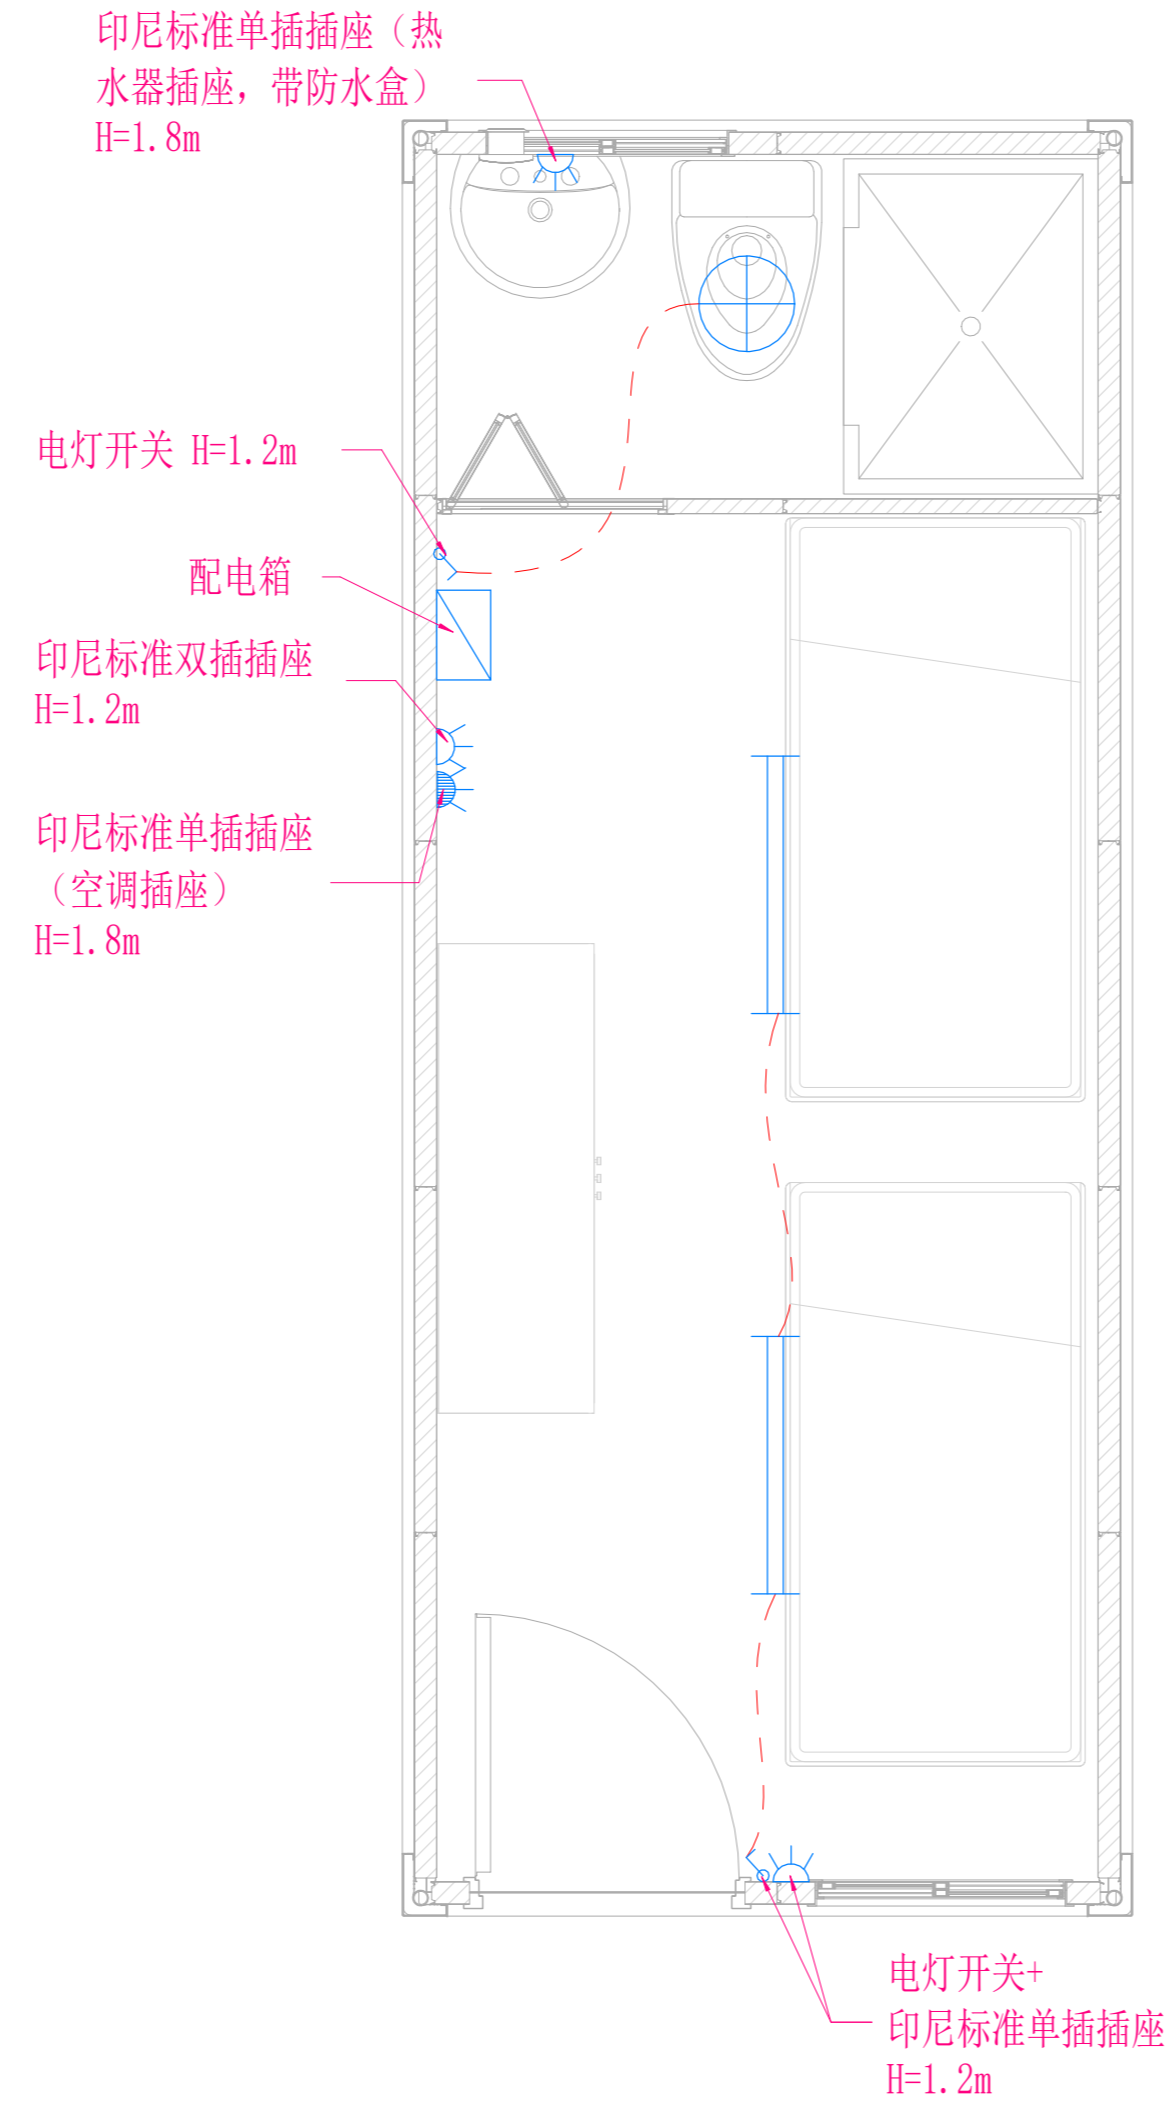 印尼标准单插插座（热
水器插座，带防水盒）
H=1.8m
电灯开关 H=1.2m
配电箱
印尼标准双插插座
H=1.2m
印尼标准单插插座
（空调插座）
H=1.8m
电灯开关+
印尼标准单插插座
H=1.2m